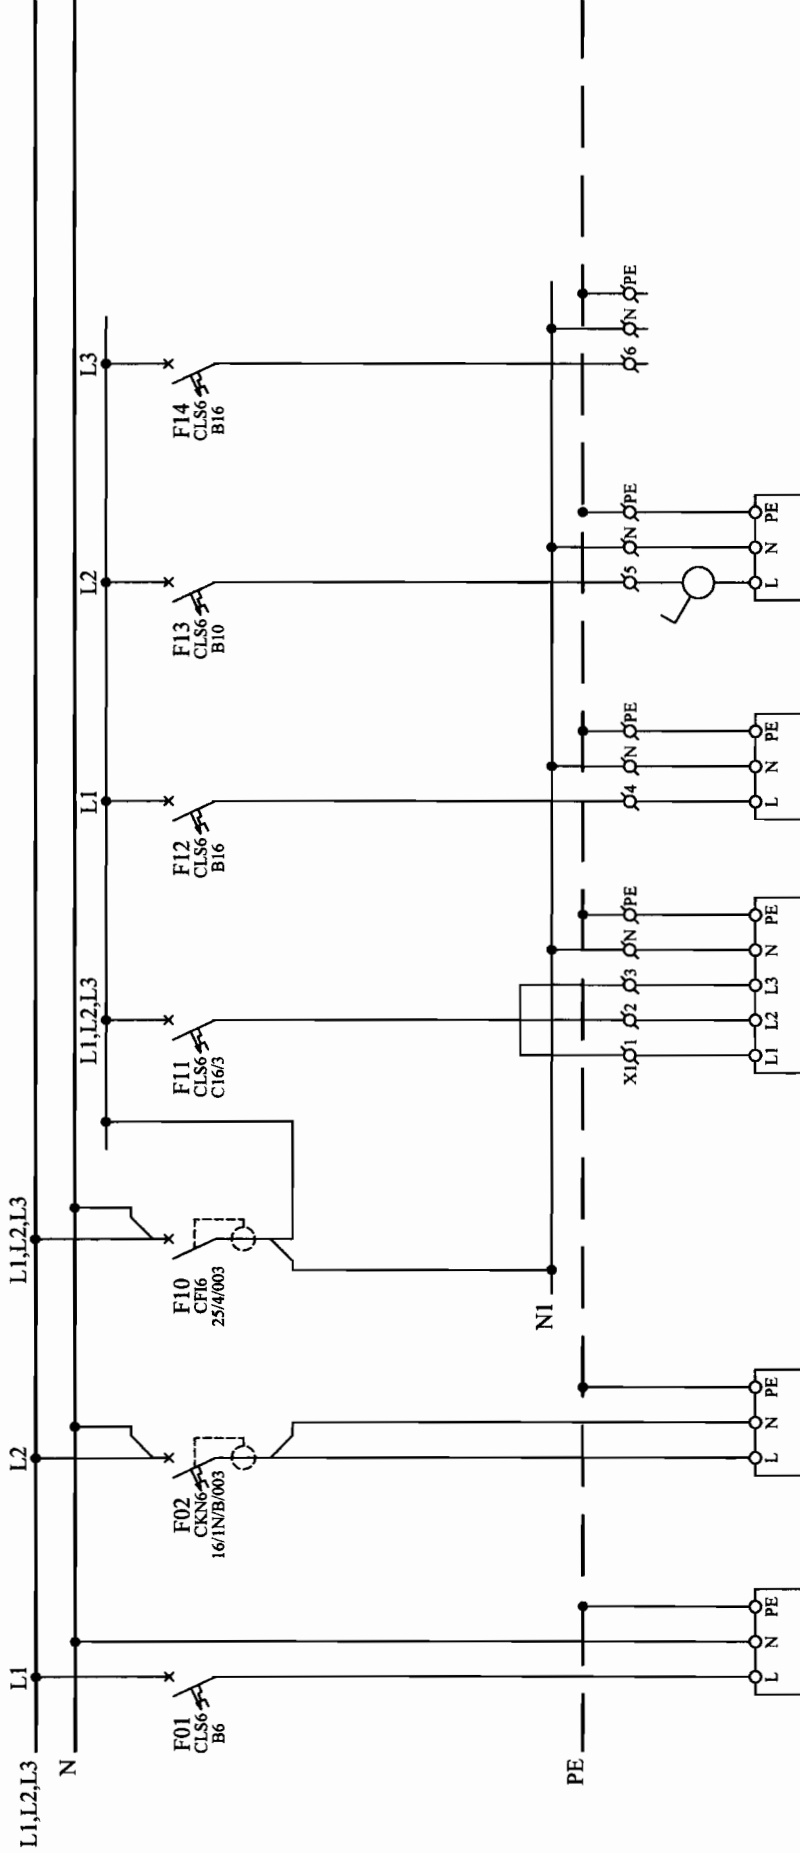 L1,L2,L3
N
L1
L2
L1,L2,L3
L1,L2,L3
L1
L2
L3
F01
CLS6
B6
F02
CKN6
16/1N/B/003
F10
CFI6
25/4/003
F11
CLS6
C16/3
F12
CLS6
B16
F13
CLS6
B10
F14
CLS6
B16
N1
PE
X1 1 2 3 N PE
4 N PE
5 N PE
6 N PE
L N PE
L N PE
L1 L2 L3 N PE
L N PE
L N PE